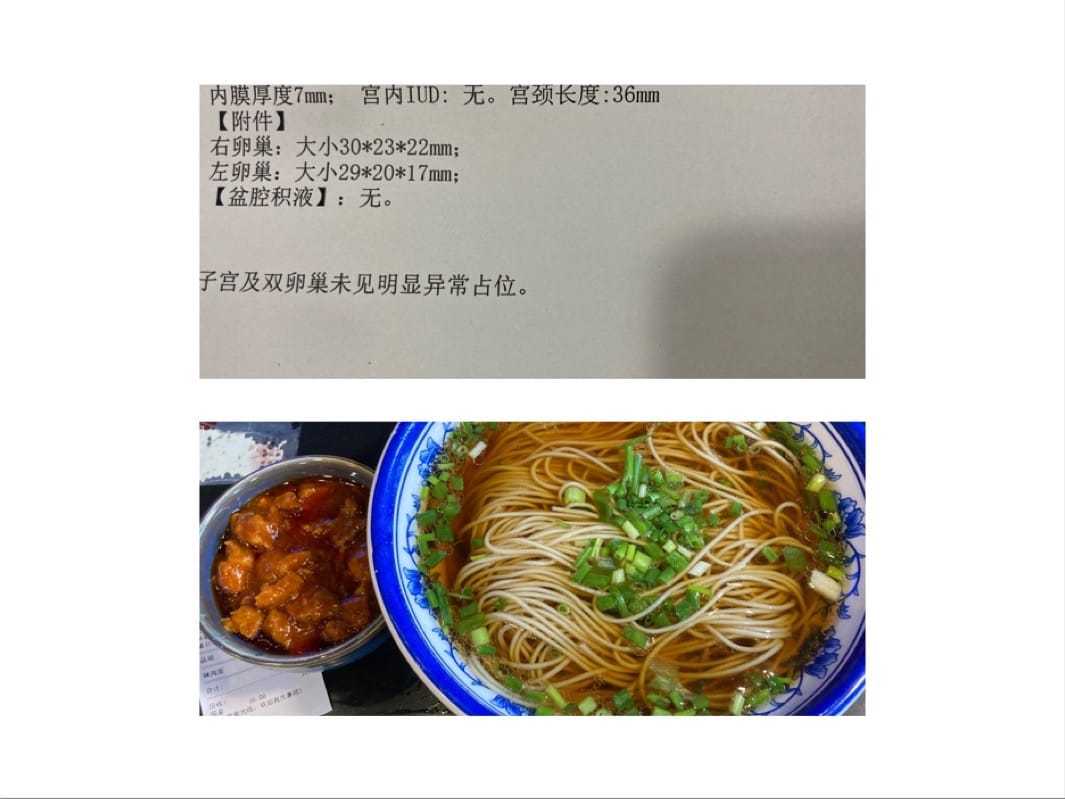 内膜厚度7mm; 宫内IUD: 无。宫颈长度:36mm
【附件】
右卵巢: 大小30*23*22mm;
左卵巢: 大小29*20*17mm;
【盆腔积液】: 无。
子宫及双卵巢未见明显异常占位。
合计: